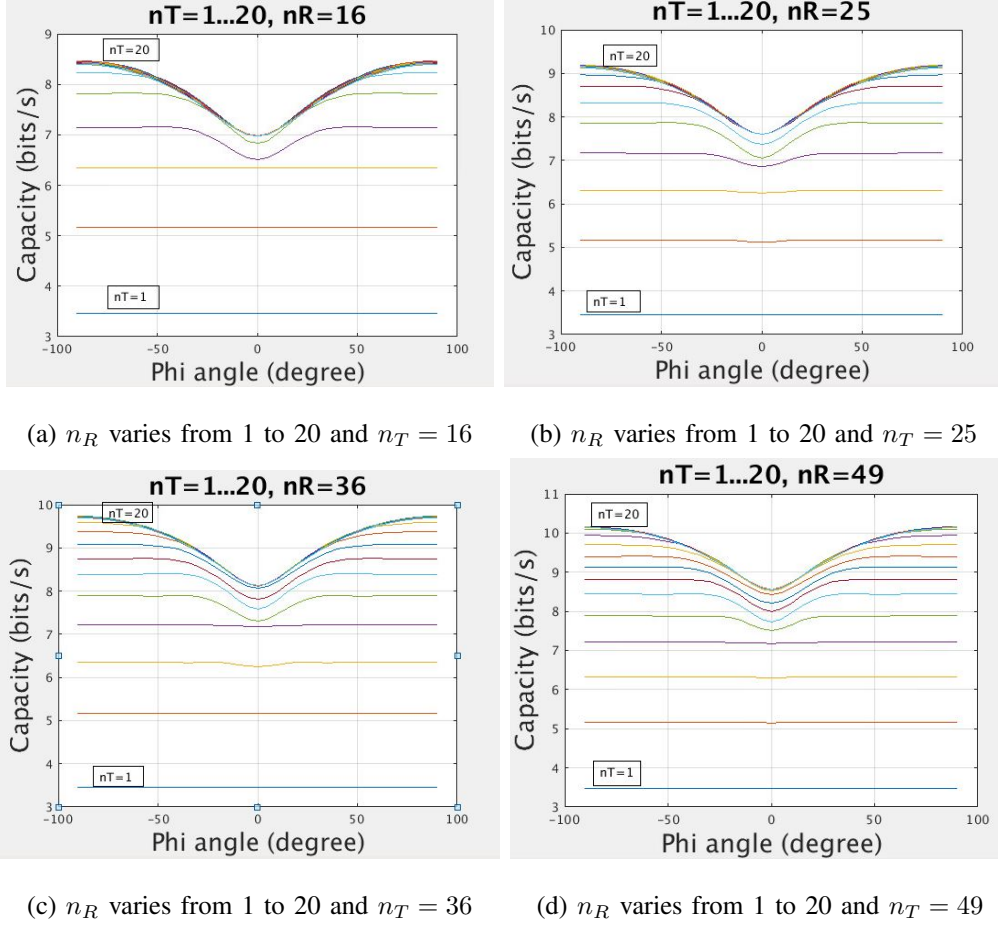 nT=1...20, nR=16
9
8
7
6
5
4
3
-100
-50
0
50
100
nT=20
nT=1
Capacity (bits/s)
Phi angle (degree)
nT=1...20, nR=25
10
9
8
7
6
5
4
3
-100
-50
0
50
100
nT=20
nT=1
Capacity (bits/s)
Phi angle (degree)
(a) n_R varies from 1 to 20 and n_T = 16
(b) n_R varies from 1 to 20 and n_T = 25
nT=1...20, nR=36
10
9
8
7
6
5
4
3
-100
-50
0
50
100
nT=20
nT=1
Capacity (bits/s)
Phi angle (degree)
nT=1...20, nR=49
11
10
9
8
7
6
5
4
3
-100
-50
0
50
100
nT=20
nT=1
Capacity (bits/s)
Phi angle (degree)
(c) n_R varies from 1 to 20 and n_T = 36
(d) n_R varies from 1 to 20 and n_T = 49